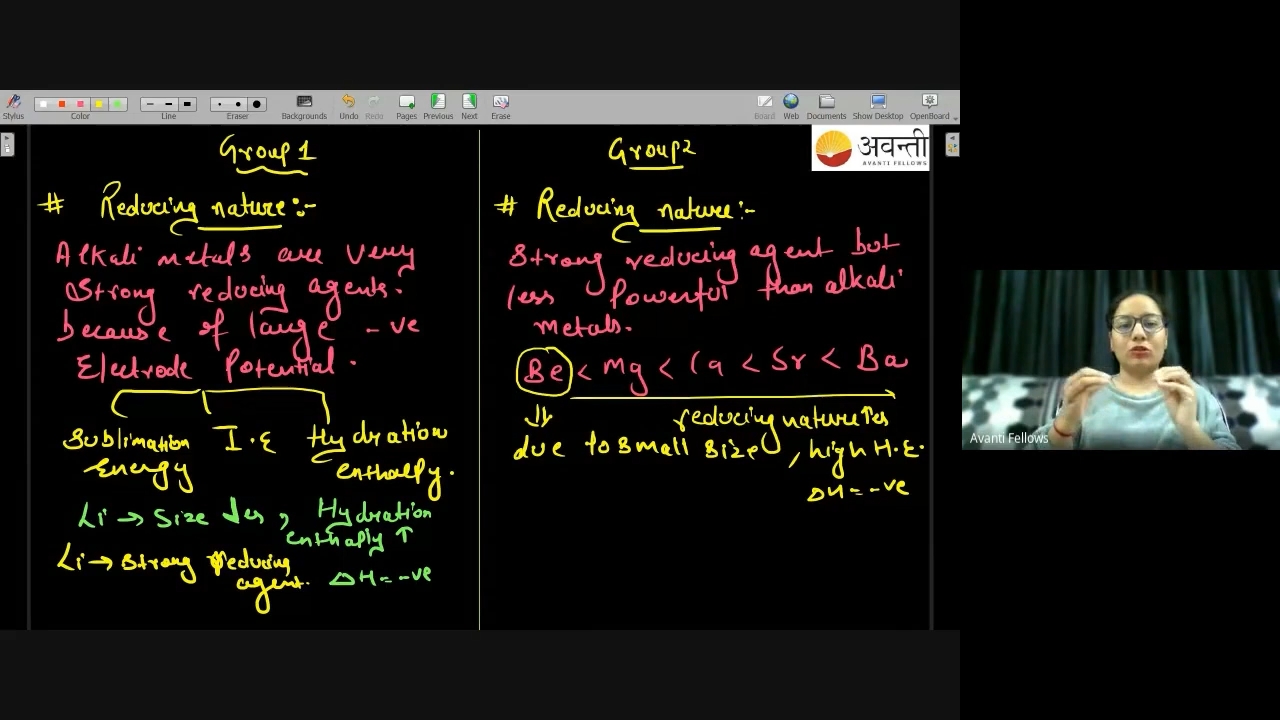 Stylus
Color
Line
Eraser
Backgrounds
Undo
Redo
Pages
Previous
Next
Erase
Board
Web
Documents
Show Desktop
OpenBoard
Group 1
# Reducing nature :-
Alkali metals are very
Strong reducing agents.
because of large -ve
Electrode Potential.
Sublimation Energy
I.E
Hydration enthalpy.
Li → Size ↓es , Hydration
enthalpy ↑
Li → Strong reducing
agent.
ΔH = -ve
Group 2
# Reducing nature :-
Strong reducing agent but
less Powerful than alkali
metals.
Be < Mg < Ca < Sr < Ba
reducing nature ↑es
due to small size , high H.E.
ΔH = -ve
अवन्ती
AVANTI FELLOWS
Avanti Fellows